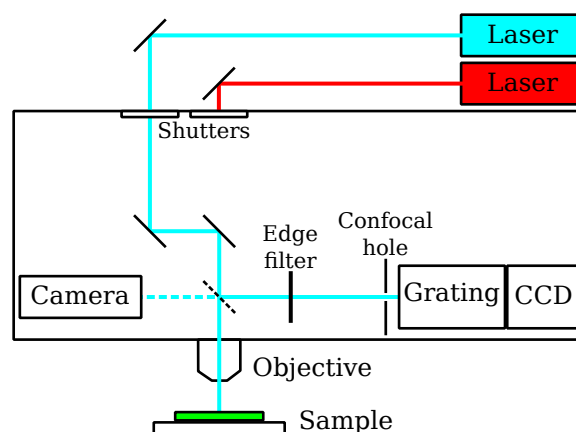 Laser
Laser
Shutters
Confocal
hole
Edge
filter
Camera
Grating
CCD
Objective
Sample